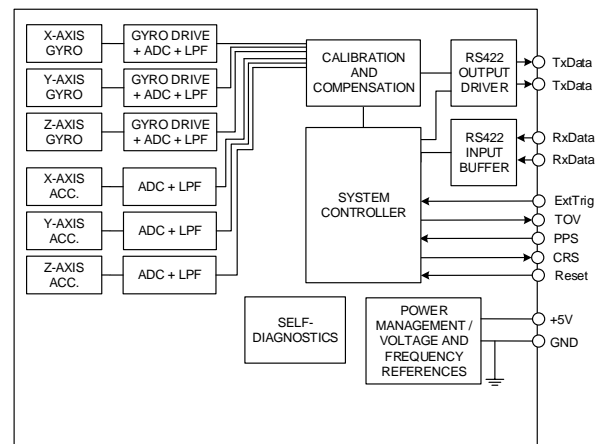 X-AXIS
GYRO
GYRO DRIVE
+ ADC + LPF
Y-AXIS
GYRO
GYRO DRIVE
+ ADC + LPF
Z-AXIS
GYRO
GYRO DRIVE
+ ADC + LPF
X-AXIS
ACC.
ADC + LPF
Y-AXIS
ACC.
ADC + LPF
Z-AXIS
ACC.
ADC + LPF
CALIBRATION
AND
COMPENSATION
RS422
OUTPUT
DRIVER
TxData
TxData
RS422
INPUT
BUFFER
RxData
RxData
SYSTEM
CONTROLLER
ExtTrig
TOV
PPS
CRS
Reset
SELF-
DIAGNOSTICS
POWER
MANAGEMENT /
VOLTAGE AND
FREQUENCY
REFERENCES
+5V
GND